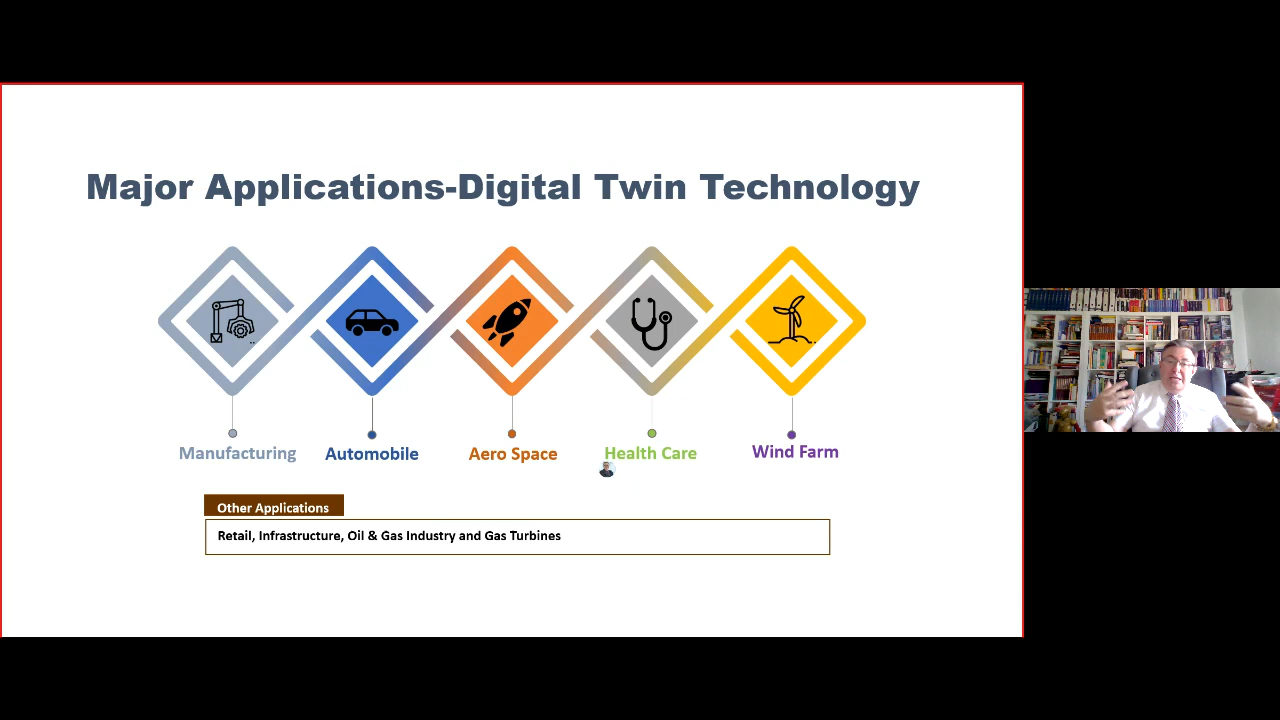 Major Applications-Digital Twin Technology
Manufacturing
Automobile
Aero Space
Health Care
Wind Farm
Other Applications
Retail, Infrastructure, Oil & Gas Industry and Gas Turbines